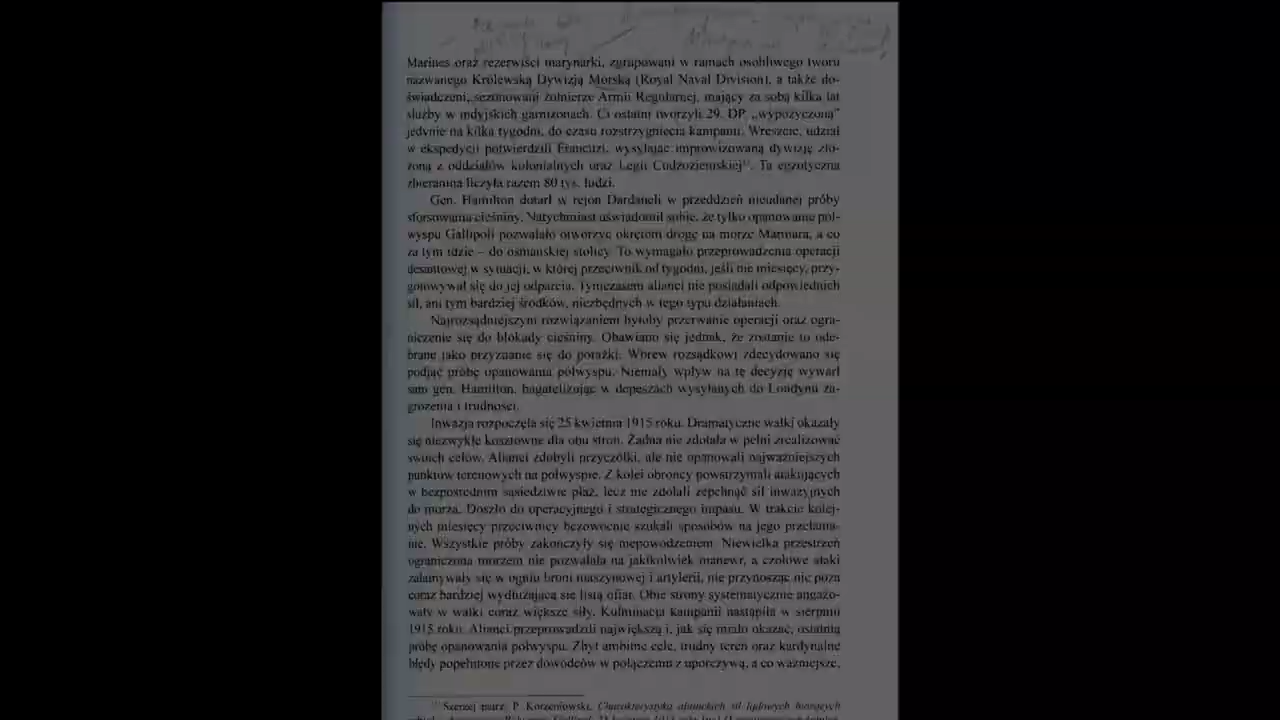 Marines oraz rezerwiści marynarki, zgrupowani w ramach osobliwego tworu
nazwanego Królewską Dywizją Morską (Royal Naval Division), a także do-
świadczeni, sezonowani żołnierze Armii Regularnej, mający za sobą kilka lat
służby w indyjskich garnizonach. Ci ostatni tworzyli 29. DP „wypożyczoną”
jedynie na kilka tygodni, do czasu rozstrzygnięcia kampanii. Wreszcie, udział
w ekspedycji potwierdzili Francuzi, wysyłając improwizowaną dywizję zło-
żoną z oddziałów kolonialnych oraz Legii Cudzoziemskiej. Ta egzotyczna
zbieranina liczyła razem 80 tys. ludzi.
Gen. Hamilton dotarł w rejon Dardaneli w przeddzień nieudanej próby
sforsowania cieśniny. Natychmiast uświadomił sobie, że tylko opanowanie pół-
wyspu Gallipoli pozwalało otworzyć okrętom drogę na morze Marmara, a co
za tym idzie – do osmańskiej stolicy. To wymagało przeprowadzenia operacji
desantowej w sytuacji, w której przeciwnik od tygodni, jeśli nie miesięcy, przy-
gotowywał się do jej odparcia. Tymczasem alianci nie posiadali odpowiednich
sił, ani tym bardziej środków, niezbędnych w tego typu działaniach.
Najrozsądniejszym rozwiązaniem byłoby przerwanie operacji oraz ogra-
niczenie się do blokady cieśniny. Obawiano się jednak, że zostanie to ode-
brane jako przyznanie się do porażki. Wbrew rozsądkowi zdecydowano się
podjąć próbę opanowania półwyspu. Niemały wpływ na tę decyzję wywarł
sam gen. Hamilton, bagatelizując w depeszach wysyłanych do Londynu za-
grożenia i trudności.
Inwazja rozpoczęła się 25 kwietnia 1915 roku. Dramatyczne walki okazały
się niezwykle kosztowne dla obu stron. Żadna nie zdołała w pełni zrealizować
swoich celów. Alianci zdobyli przyczółki, ale nie opanowali najważniejszych
punktów terenowych na półwyspie. Z kolei obrońcy powstrzymali atakujących
w bezpośrednim sąsiedztwie plaż, lecz nie zdołali zepchnąć sił inwazyjnych
do morza. Doszło do operacyjnego i strategicznego impasu. W trakcie kolej-
nych miesięcy przeciwnicy bezowocnie szukali sposobów na jego przełama-
nie. Wszystkie próby zakończyły się niepowodzeniem. Niewielka przestrzeń
ograniczona morzem nie pozwalała na jakikolwiek manewr, a czołowe ataki
załamywały się w ogniu broni maszynowej i artylerii, nie przynosząc nic poza
coraz bardziej wydłużającą się listą ofiar. Obie strony systematycznie angażo-
wały w walki coraz większe siły. Kulminacja kampanii nastąpiła w sierpniu
1915 roku. Alianci przeprowadzili największą i, jak się miało okazać, ostatnią
próbę opanowania półwyspu. Zbyt ambitne cele, trudny teren oraz kardynalne
błędy popełnione przez dowódców w połączeniu z uporczywą, a co ważniejsze,
Szerzej patrz: P. Korzeniowski, Charakterystyka alianckich sił lądowych biorących